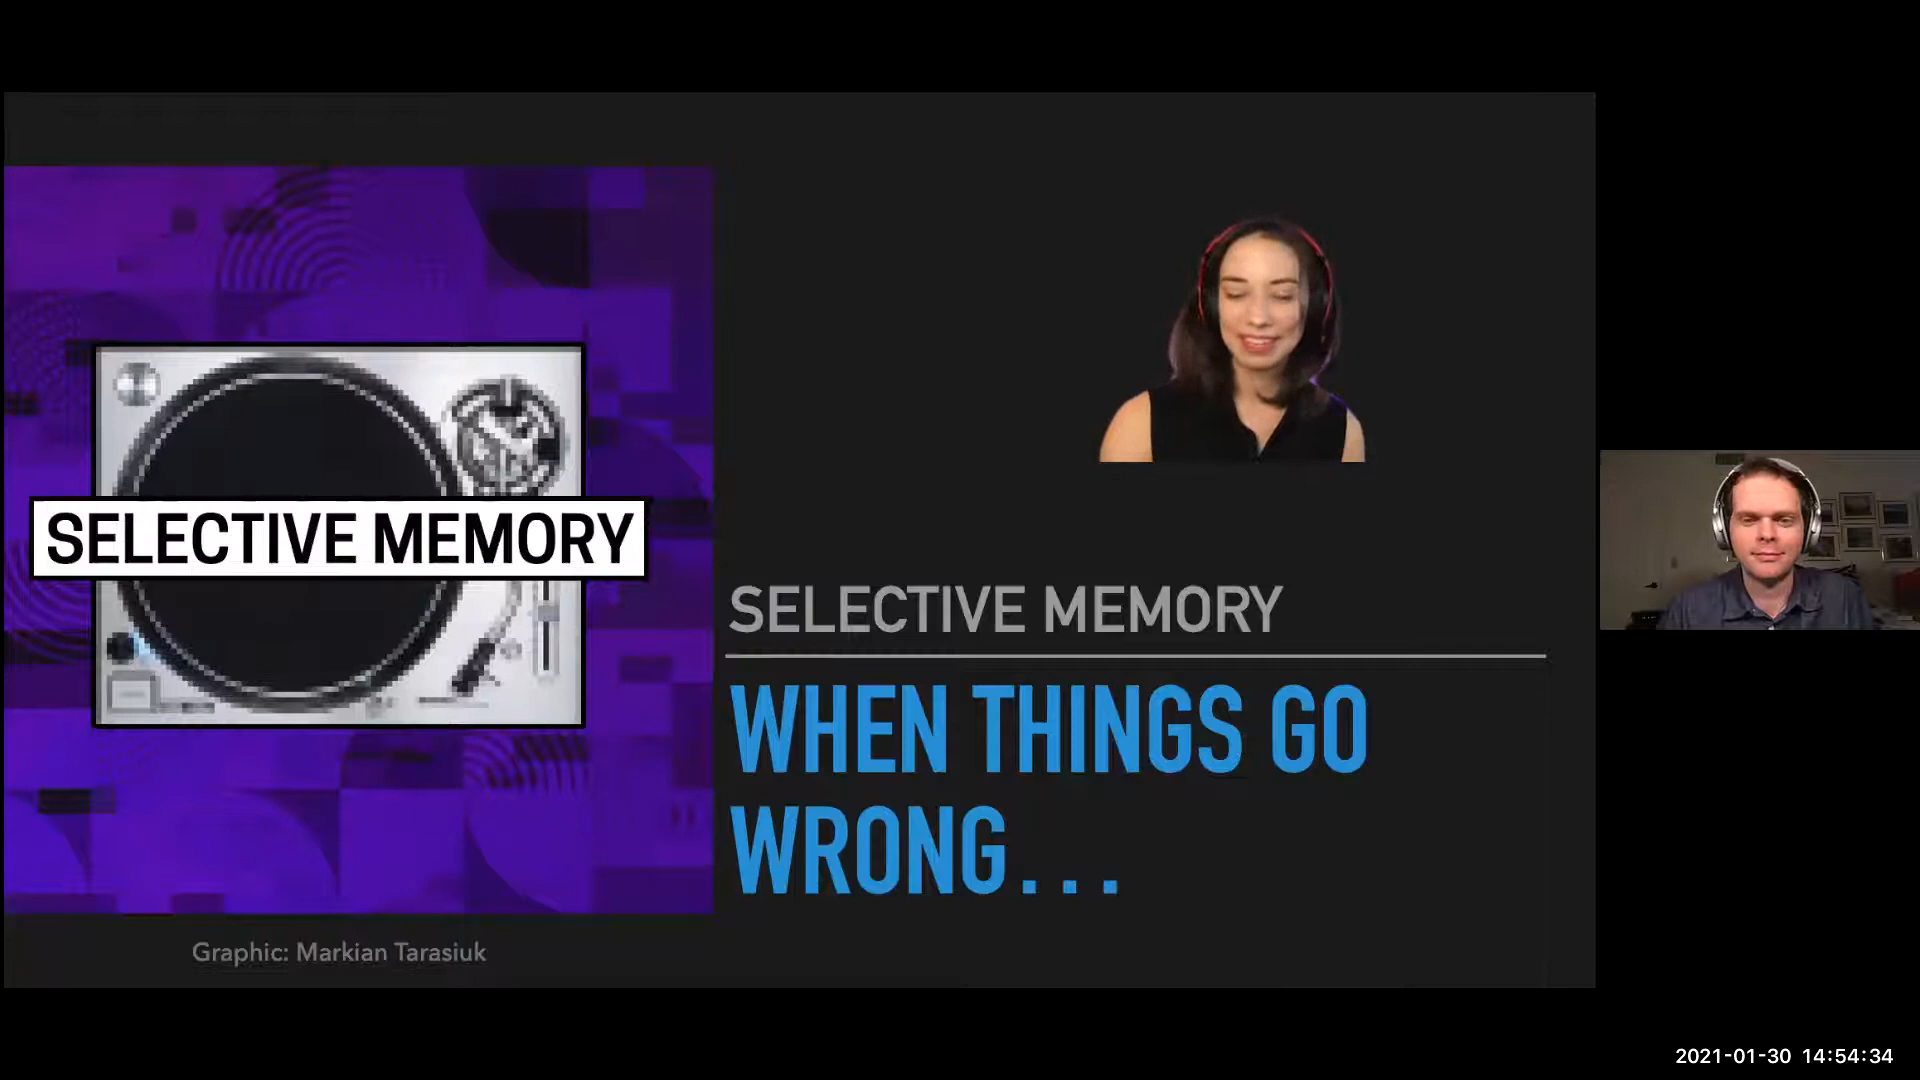 SELECTIVE MEMORY
SELECTIVE MEMORY
WHEN THINGS GO
WRONG...
Graphic: Markian Tarasiuk
2021-01-30 14:54:34